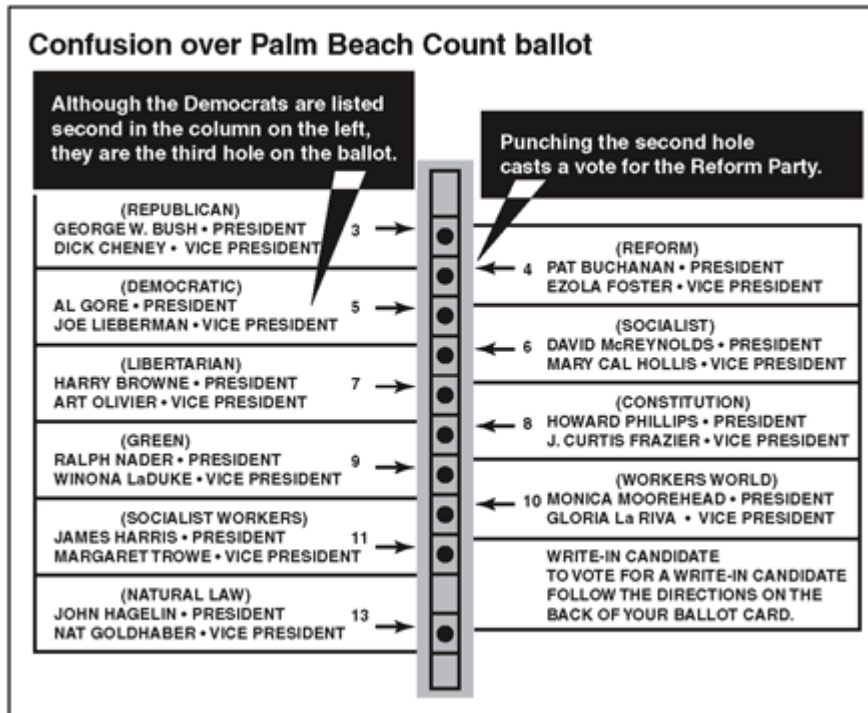 Confusion over Palm Beach Count ballot
Although the Democrats are listed
second in the column on the left,
they are the third hole on the ballot.
Punching the second hole
casts a vote for the Reform Party.
(REPUBLICAN)
GEORGE W. BUSH • PRESIDENT 3
DICK CHENEY • VICE PRESIDENT
(DEMOCRATIC)
AL GORE • PRESIDENT 5
JOE LIEBERMAN • VICE PRESIDENT
(LIBERTARIAN)
HARRY BROWNE • PRESIDENT 7
ART OLIVIER • VICE PRESIDENT
(GREEN)
RALPH NADER • PRESIDENT 9
WINONA LaDUKE • VICE PRESIDENT
(SOCIALIST WORKERS)
JAMES HARRIS • PRESIDENT 11
MARGARET TROWE • VICE PRESIDENT
(NATURAL LAW)
JOHN HAGELIN • PRESIDENT 13
NAT GOLDHABER • VICE PRESIDENT
(REFORM)
4 PAT BUCHANAN • PRESIDENT
EZOLA FOSTER • VICE PRESIDENT
(SOCIALIST)
6 DAVID McREYNOLDS • PRESIDENT
MARY CAL HOLLIS • VICE PRESIDENT
(CONSTITUTION)
8 HOWARD PHILLIPS • PRESIDENT
J. CURTIS FRAZIER • VICE PRESIDENT
(WORKERS WORLD)
10 MONICA MOOREHEAD • PRESIDENT
GLORIA La RIVA • VICE PRESIDENT
WRITE-IN CANDIDATE
TO VOTE FOR A WRITE-IN CANDIDATE
FOLLOW THE DIRECTIONS ON THE
BACK OF YOUR BALLOT CARD.